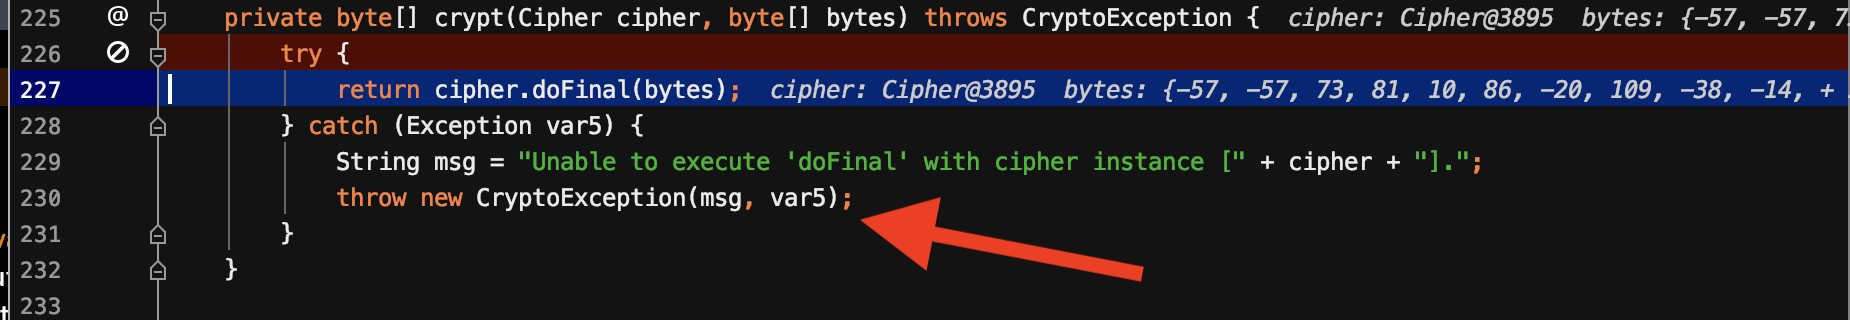 225 @ private byte[] crypt(Cipher cipher, byte[] bytes) throws CryptoException { cipher: Cipher@3895 bytes: {-57, -57, 73
226 try {
227 return cipher.doFinal(bytes); cipher: Cipher@3895 bytes: {-57, -57, 73, 81, 10, 86, -20, 109, -38, -14, +
228 } catch (Exception var5) {
229 String msg = "Unable to execute 'doFinal' with cipher instance [" + cipher + "].";
230 throw new CryptoException(msg, var5);
231 }
232 }
233